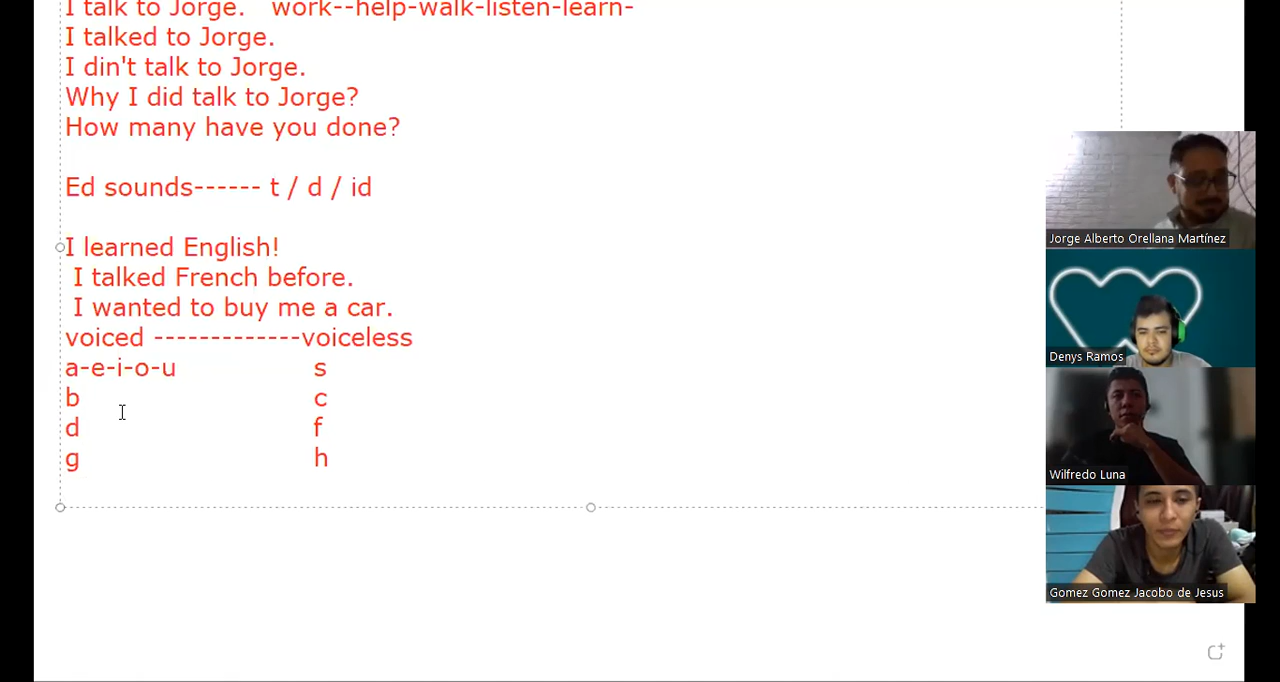 I talk to Jorge.   work--help-walk-listen-learn-
I talked to Jorge.
I din't talk to Jorge.
Why I did talk to Jorge?
How many have you done?
Ed sounds------ t / d / id
I learned English!
I talked French before.
I wanted to buy me a car.
voiced -------------voiceless
a-e-i-o-u s
b c
d f
g h
Jorge Alberto Orellana Martínez
Denys Ramos
Wilfredo Luna
Gomez Gomez Jacobo de Jesus